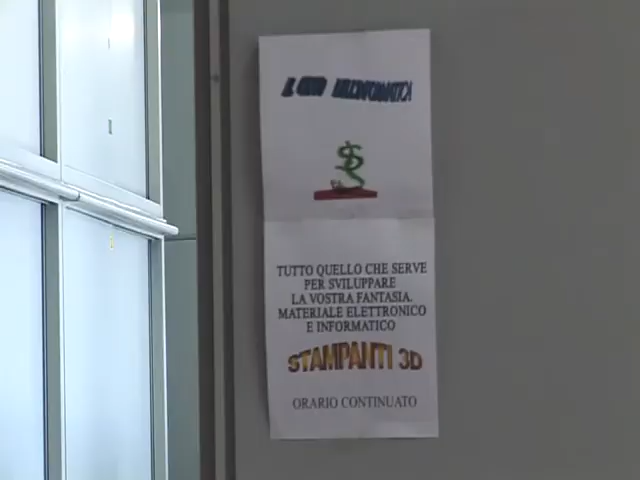 TUTTO QUELLO CHE SERVE
PER SVILUPPARE
LA VOSTRA FANTASIA.
MATERIALE ELETTRONICO
E INFORMATICO
STAMPANTI 3D
ORARIO CONTINUATO